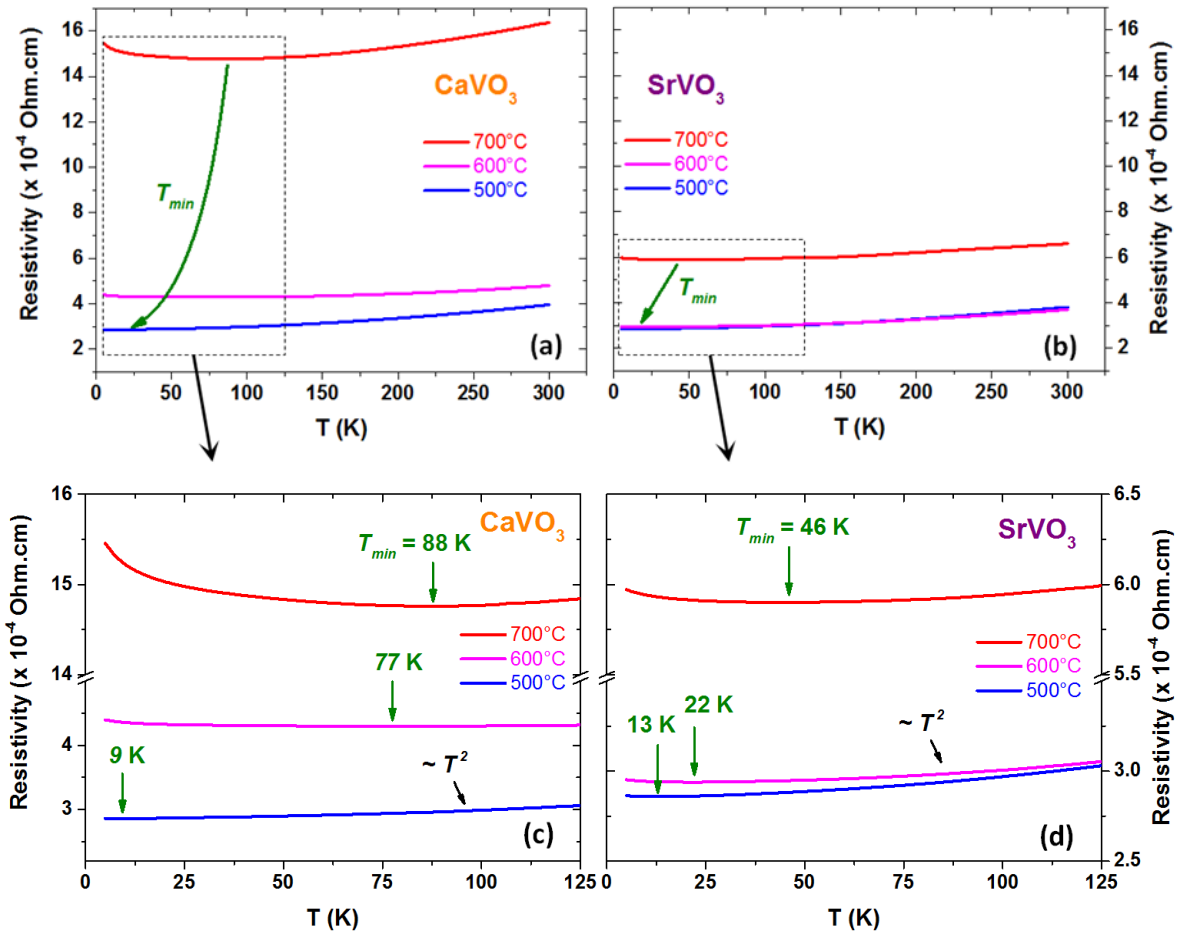 Resistivity (x 10⁻⁴ Ohm.cm)
16
14
12
10
8
6
4
2
CaVO₃
700°C
600°C
500°C
T_min
(a)
0 50 100 150 200 250 300
T (K)
SrVO₃
700°C
600°C
500°C
T_min
(b)
0 50 100 150 200 250 300
T (K)
16
14
12
10
8
6
4
2
Resistivity (x 10⁻⁴ Ohm.cm)
Resistivity (x 10⁻⁴ Ohm.cm)
16
15
14
4
3
CaVO₃
T_min = 88 K
700°C
600°C
500°C
77 K
9 K
~ T²
(c)
0 25 50 75 100 125
T (K)
T_min = 46 K
SrVO₃
700°C
600°C
500°C
13 K
22 K
~ T²
(d)
0 25 50 75 100 125
T (K)
6.5
6.0
5.5
3.0
2.5
Resistivity (x 10⁻⁴ Ohm.cm)